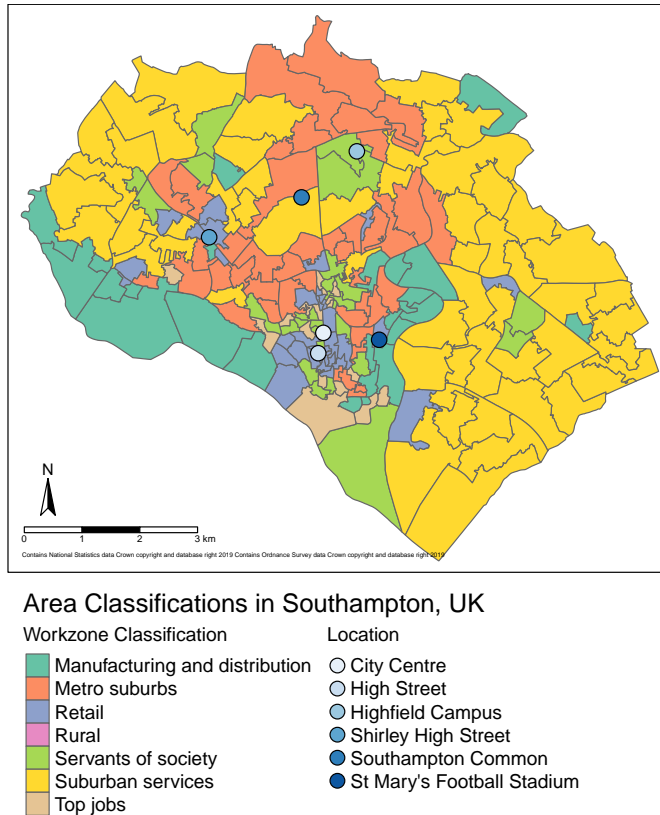 N
0 1 2 3 km
Contains National Statistics data Crown copyright and database right 2019 Contains Ordnance Survey data Crown copyright and database right 2019
Area Classifications in Southampton, UK
Workzone Classification
Manufacturing and distribution
Metro suburbs
Retail
Rural
Servants of society
Suburban services
Top jobs
Location
City Centre
High Street
Highfield Campus
Shirley High Street
Southampton Common
St Mary's Football Stadium